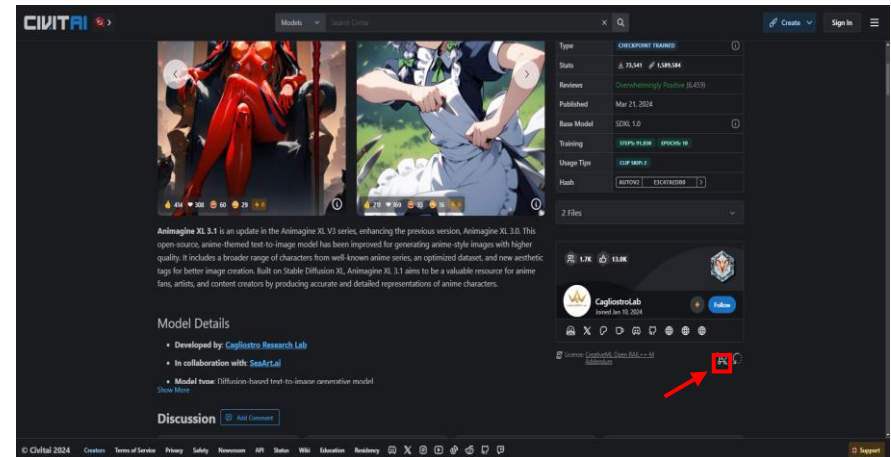 CIVITAI
Models
Search Civitai
Create
Sign In
Type
CHECKPOINT TRAINED
Stats
73,541 1,589,584
Reviews
Overwhelmingly Positive (6,459)
Published
Mar 21, 2024
Base Model
SDXL 1.0
Training
STEPS: 91,030 EPOCHS: 10
Usage Tips
CLIP SKIP: 2
Hash
AUTOV2
2 Files
Animagine XL 3.1 is an update in the Animagine XL V3 series, enhancing the previous version, Animagine XL 3.0. This
open-source, anime-themed text-to-image model has been improved for generating anime-style images with higher
quality. It includes a broader range of characters from well-known anime series, an optimized dataset, and new aesthetic
tags for better image creation. Built on Stable Diffusion XL, Animagine XL 3.1 aims to be a valuable resource for anime
fans, artists, and content creators by producing accurate and detailed representations of anime characters.
1.7K 13.0K
CagliostroLab
Joined Jan 10, 2024
Follow
License: CreativeML Open RAIL++-M
Addendum
Model Details
• Developed by: Cagliostro Research Lab
• In collaboration with: SeaArt.ai
• Model type: Diffusion-based text-to-image generative model
Show More
Discussion
Add Comment
© Civitai 2024 Creators Terms of Service Privacy Safety Newsroom API Status Wiki Education Residency
Support